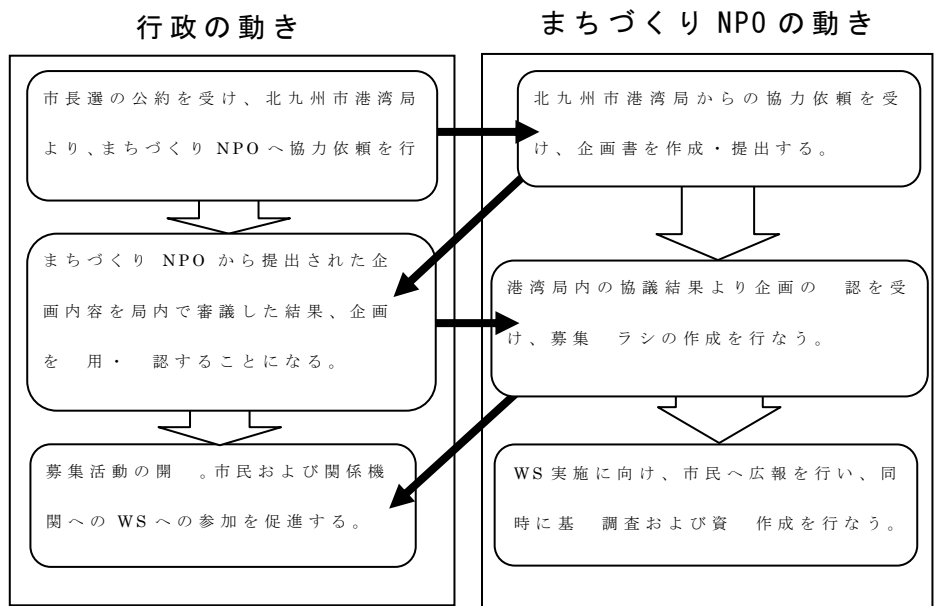 行政の動き
市長選の公約を受け、北九州市港湾局
より、まちづくり NPO へ協力依頼を行
まちづくり NPO から提出された企
画内容を局内で審議した結果、企画
を 用・ 認することになる。
募集活動の開 。市民および関係機
関への WS への参加を促進する。
まちづくり NPO の動き
北九州市港湾局からの協力依頼を受
け、企画書を作成・提出する。
港湾局内の協議結果より企画の 認を受
け、募集 ラシの作成を行なう。
WS 実施に向け、市民へ広報を行い、同
時に基 調査および資 作成を行なう。